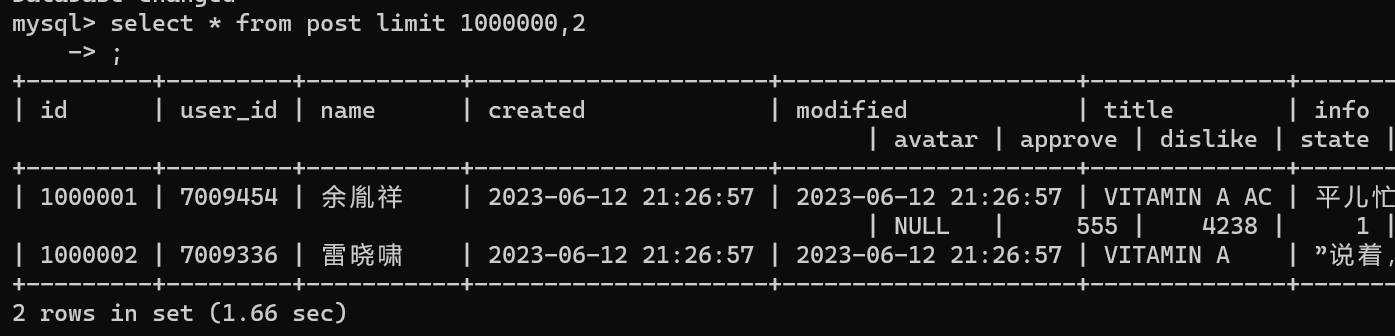 mysql> select * from post limit 1000000,2
    -> ;
+---------+---------+----------+---------------------+---------------------+--------------+-------
| id      | user_id | name     | created             | modified            | title        | info
                                                             | avatar | approve | dislike | state |
+---------+---------+----------+---------------------+---------------------+--------------+-------
| 1000001 | 7009454 | 余胤祥     | 2023-06-12 21:26:57 | 2023-06-12 21:26:57 | VITAMIN A AC | 平儿忙
                                                             | NULL   |     555 |    4238 |     1 |
| 1000002 | 7009336 | 雷晓啸     | 2023-06-12 21:26:57 | 2023-06-12 21:26:57 | VITAMIN A    | ”说着,
+---------+---------+----------+---------------------+---------------------+--------------+-------
2 rows in set (1.66 sec)